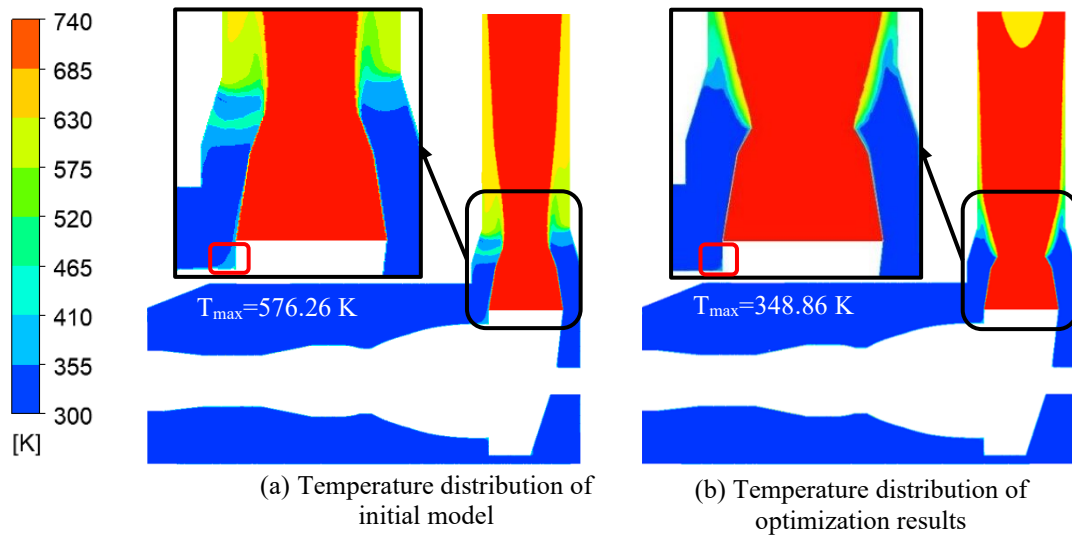 740
685
630
575
520
465
410
355
300
[K]
Tmax=576.26 K
Tmax=348.86 K
(a) Temperature distribution of
initial model
(b) Temperature distribution of
optimization results